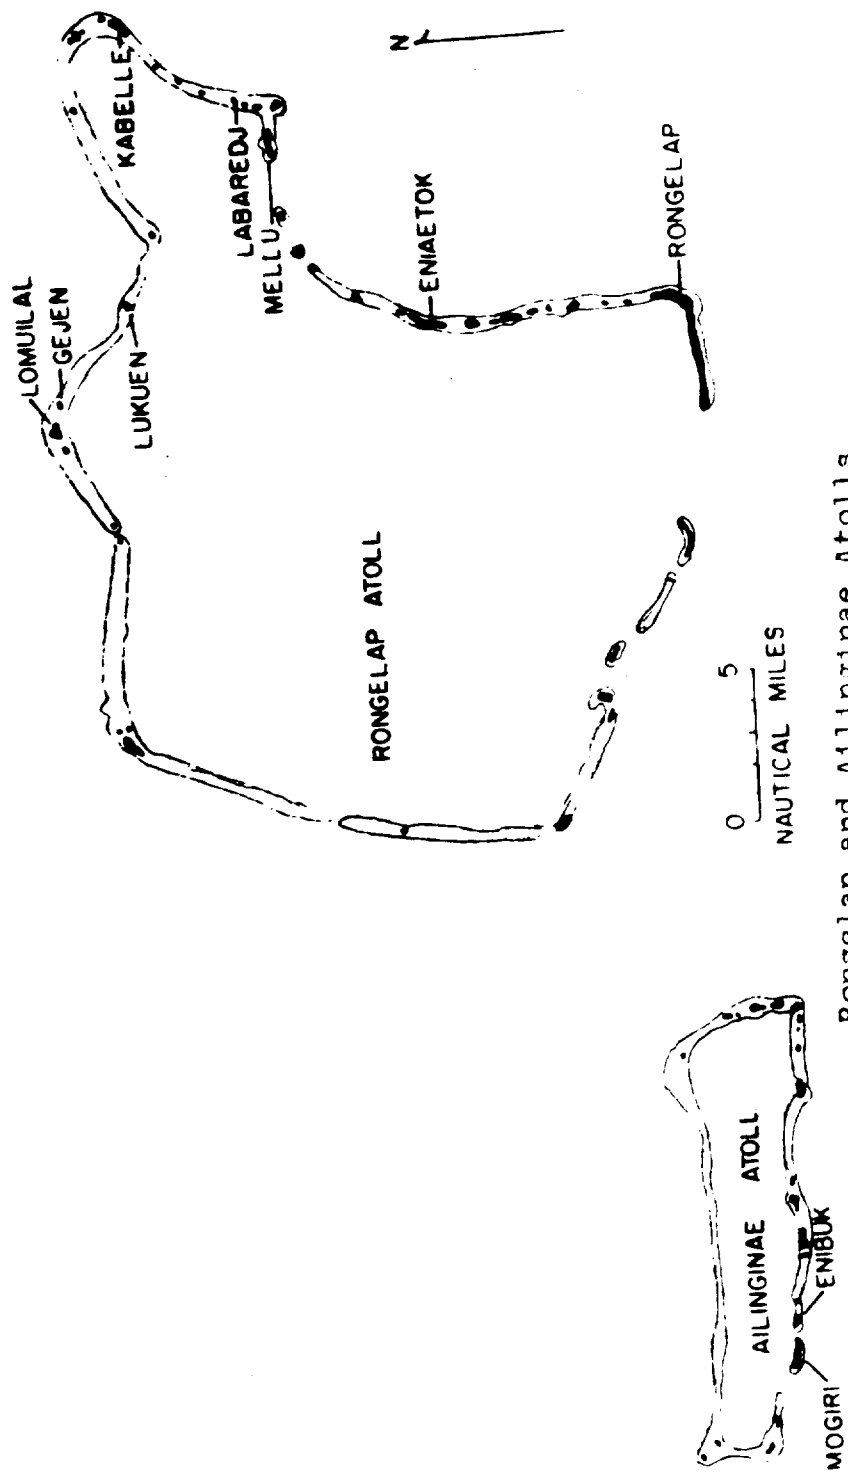 N
KABELLE
LABAREDJ
MELLU
LOMUILAL
GEJEN
LUKUEN
ENIAETOK
RONGELAP
RONGELAP ATOLL
0 5
NAUTICAL MILES
AILINGINAE ATOLL
ENIBUK
MOGIRI
Rongelap and Ailinginae Atolls